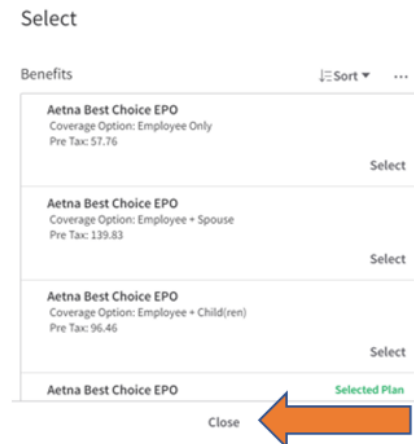 Select
Benefits Sort ...
Aetna Best Choice EPO
Coverage Option: Employee Only
Pre Tax: 57.76
Select
Aetna Best Choice EPO
Coverage Option: Employee + Spouse
Pre Tax: 139.83
Select
Aetna Best Choice EPO
Coverage Option: Employee + Child(ren)
Pre Tax: 96.46
Select
Aetna Best Choice EPO Selected Plan
Close